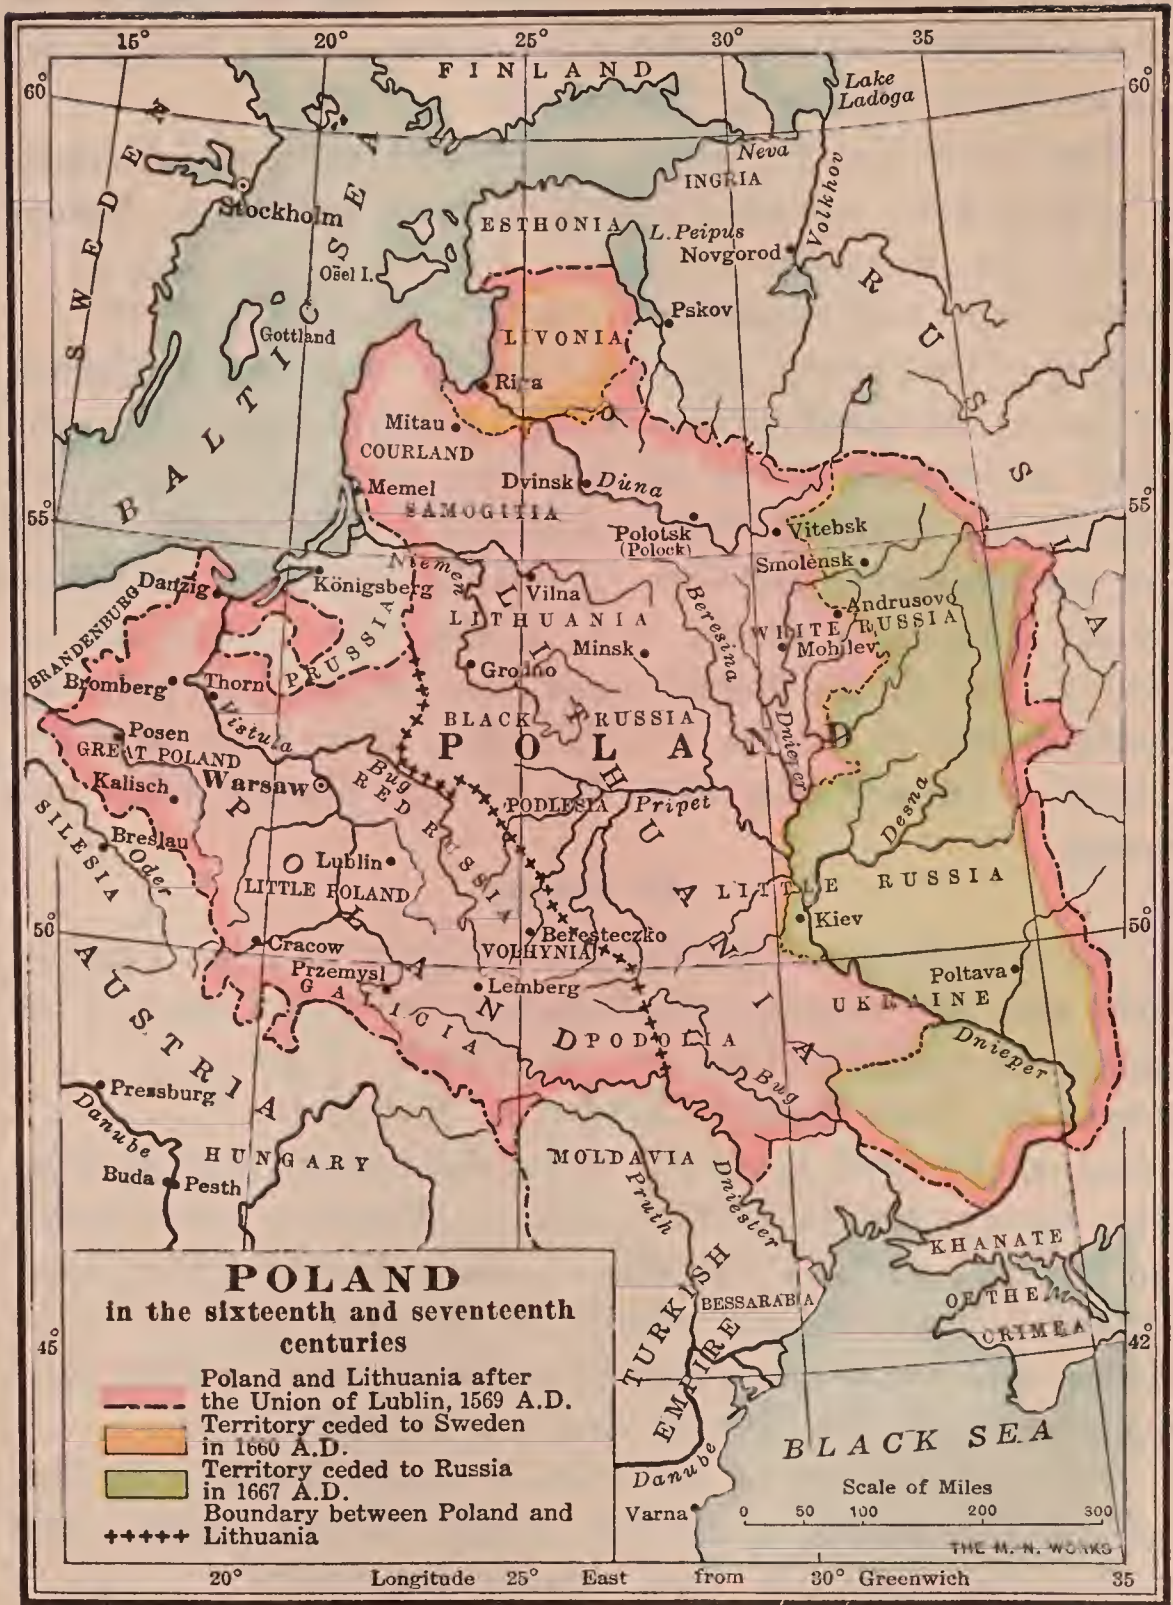 15° 20° 25° 30° 35
60°
60°
FINLAND
Lake
Ladoga
SWEDEN
Neva
INGRIA
Volkhov
Stockholm
ESTHONIA
L. Peipus
Novgorod
BALTIC SEA
Ösel I.
RUSSIA
Gottland
Pskov
LIVONIA
Riga
Mitau
COURLAND
Dvinsk
Düna
Memel
SAMOGITIA
55°
55°
Polotsk
(Polock)
Vitebsk
Smolensk
Niemen
Danzig
Königsberg
Vilna
BRANDENBURG
LITHUANIA
LITHUANIA
Beresina
Andrusovo
WHITE RUSSIA
Minsk
Mohilev
PRUSSIA
Grodno
Bromberg
Thorn
Vistula
BLACK RUSSIA
Dnieper
Posen
GREAT POLAND
POLAND
Kalisch
Warsaw
Bug
RED RUSSIA
PODLESIA
Pripet
Desna
SILESIA
Breslau
Oder
POLAND
Lublin
LITTLE POLAND
LITTLE RUSSIA
Kiev
50°
50°
Beresteczko
VOLHYNIA
Cracow
Przemysl
Poltava
AUSTRIA
GALICIA
Lemberg
UKRAINE
PODOLIA
Dnieper
Bug
Pressburg
Danube
HUNGARY
Buda
Pesth
MOLDAVIA
Pruth
Dniester
KHANATE
OF THE
CRIMEA
TURKISH
EMPIRE
BESSARABIA
45°
42°
POLAND
in the sixteenth and seventeenth
centuries
Poland and Lithuania after
the Union of Lublin, 1569 A.D.
Territory ceded to Sweden
in 1660 A.D.
Territory ceded to Russia
in 1667 A.D.
Boundary between Poland and
Lithuania
BLACK SEA
Danube
Varna
Scale of Miles
0 50 100 200 300
THE M. N. WORKS
20° Longitude 25° East from 30° Greenwich 35